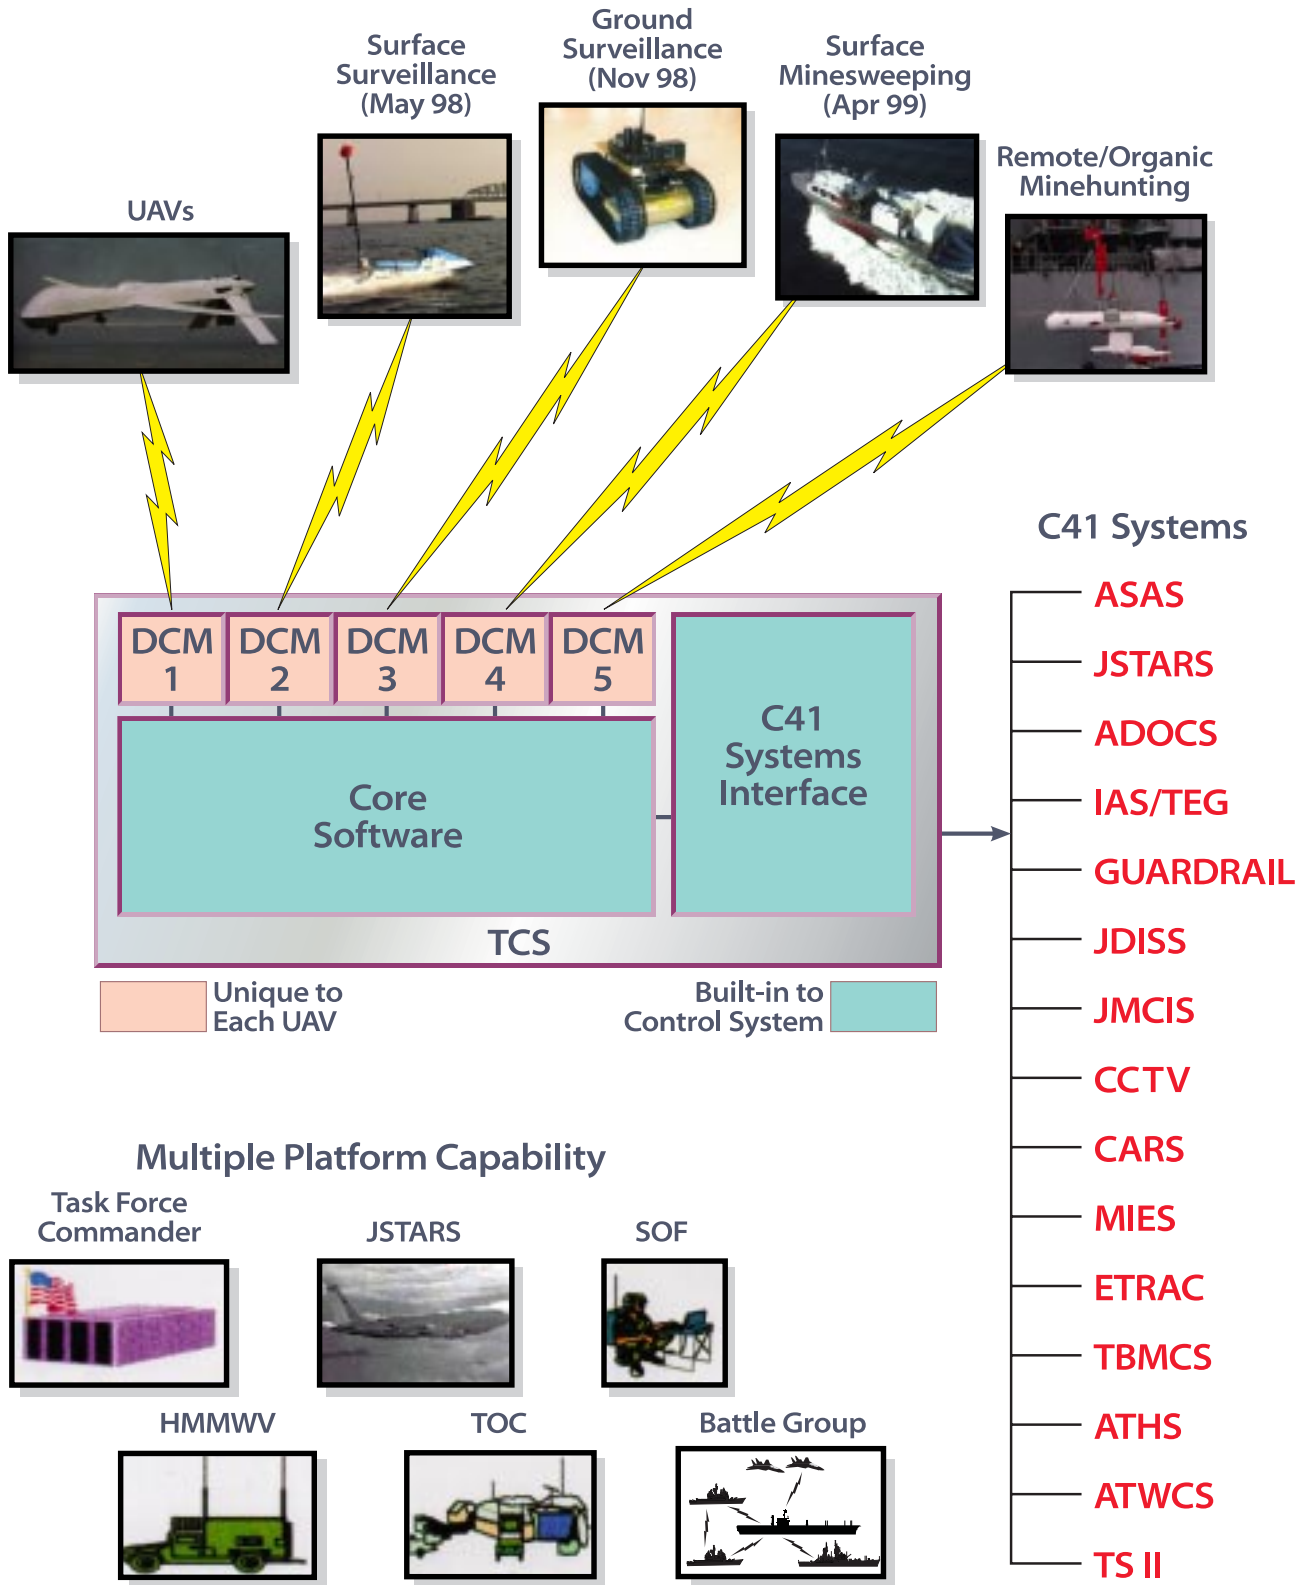 Ground
Surveillance
(Nov 98)
Surface
Surveillance
(May 98)
Surface
Minesweeping
(Apr 99)
Remote/Organic
Minehunting
UAVs
C41 Systems
DCM
1
DCM
2
DCM
3
DCM
4
DCM
5
Core
Software
C41
Systems
Interface
TCS
Unique to
Each UAV
Built-in to
Control System
ASAS
JSTARS
ADOCS
IAS/TEG
GUARDRAIL
JDISS
JMCIS
CCTV
CARS
MIES
ETRAC
TBMCS
ATHS
ATWCS
TS II
Multiple Platform Capability
Task Force
Commander
JSTARS
SOF
HMMWV
TOC
Battle Group